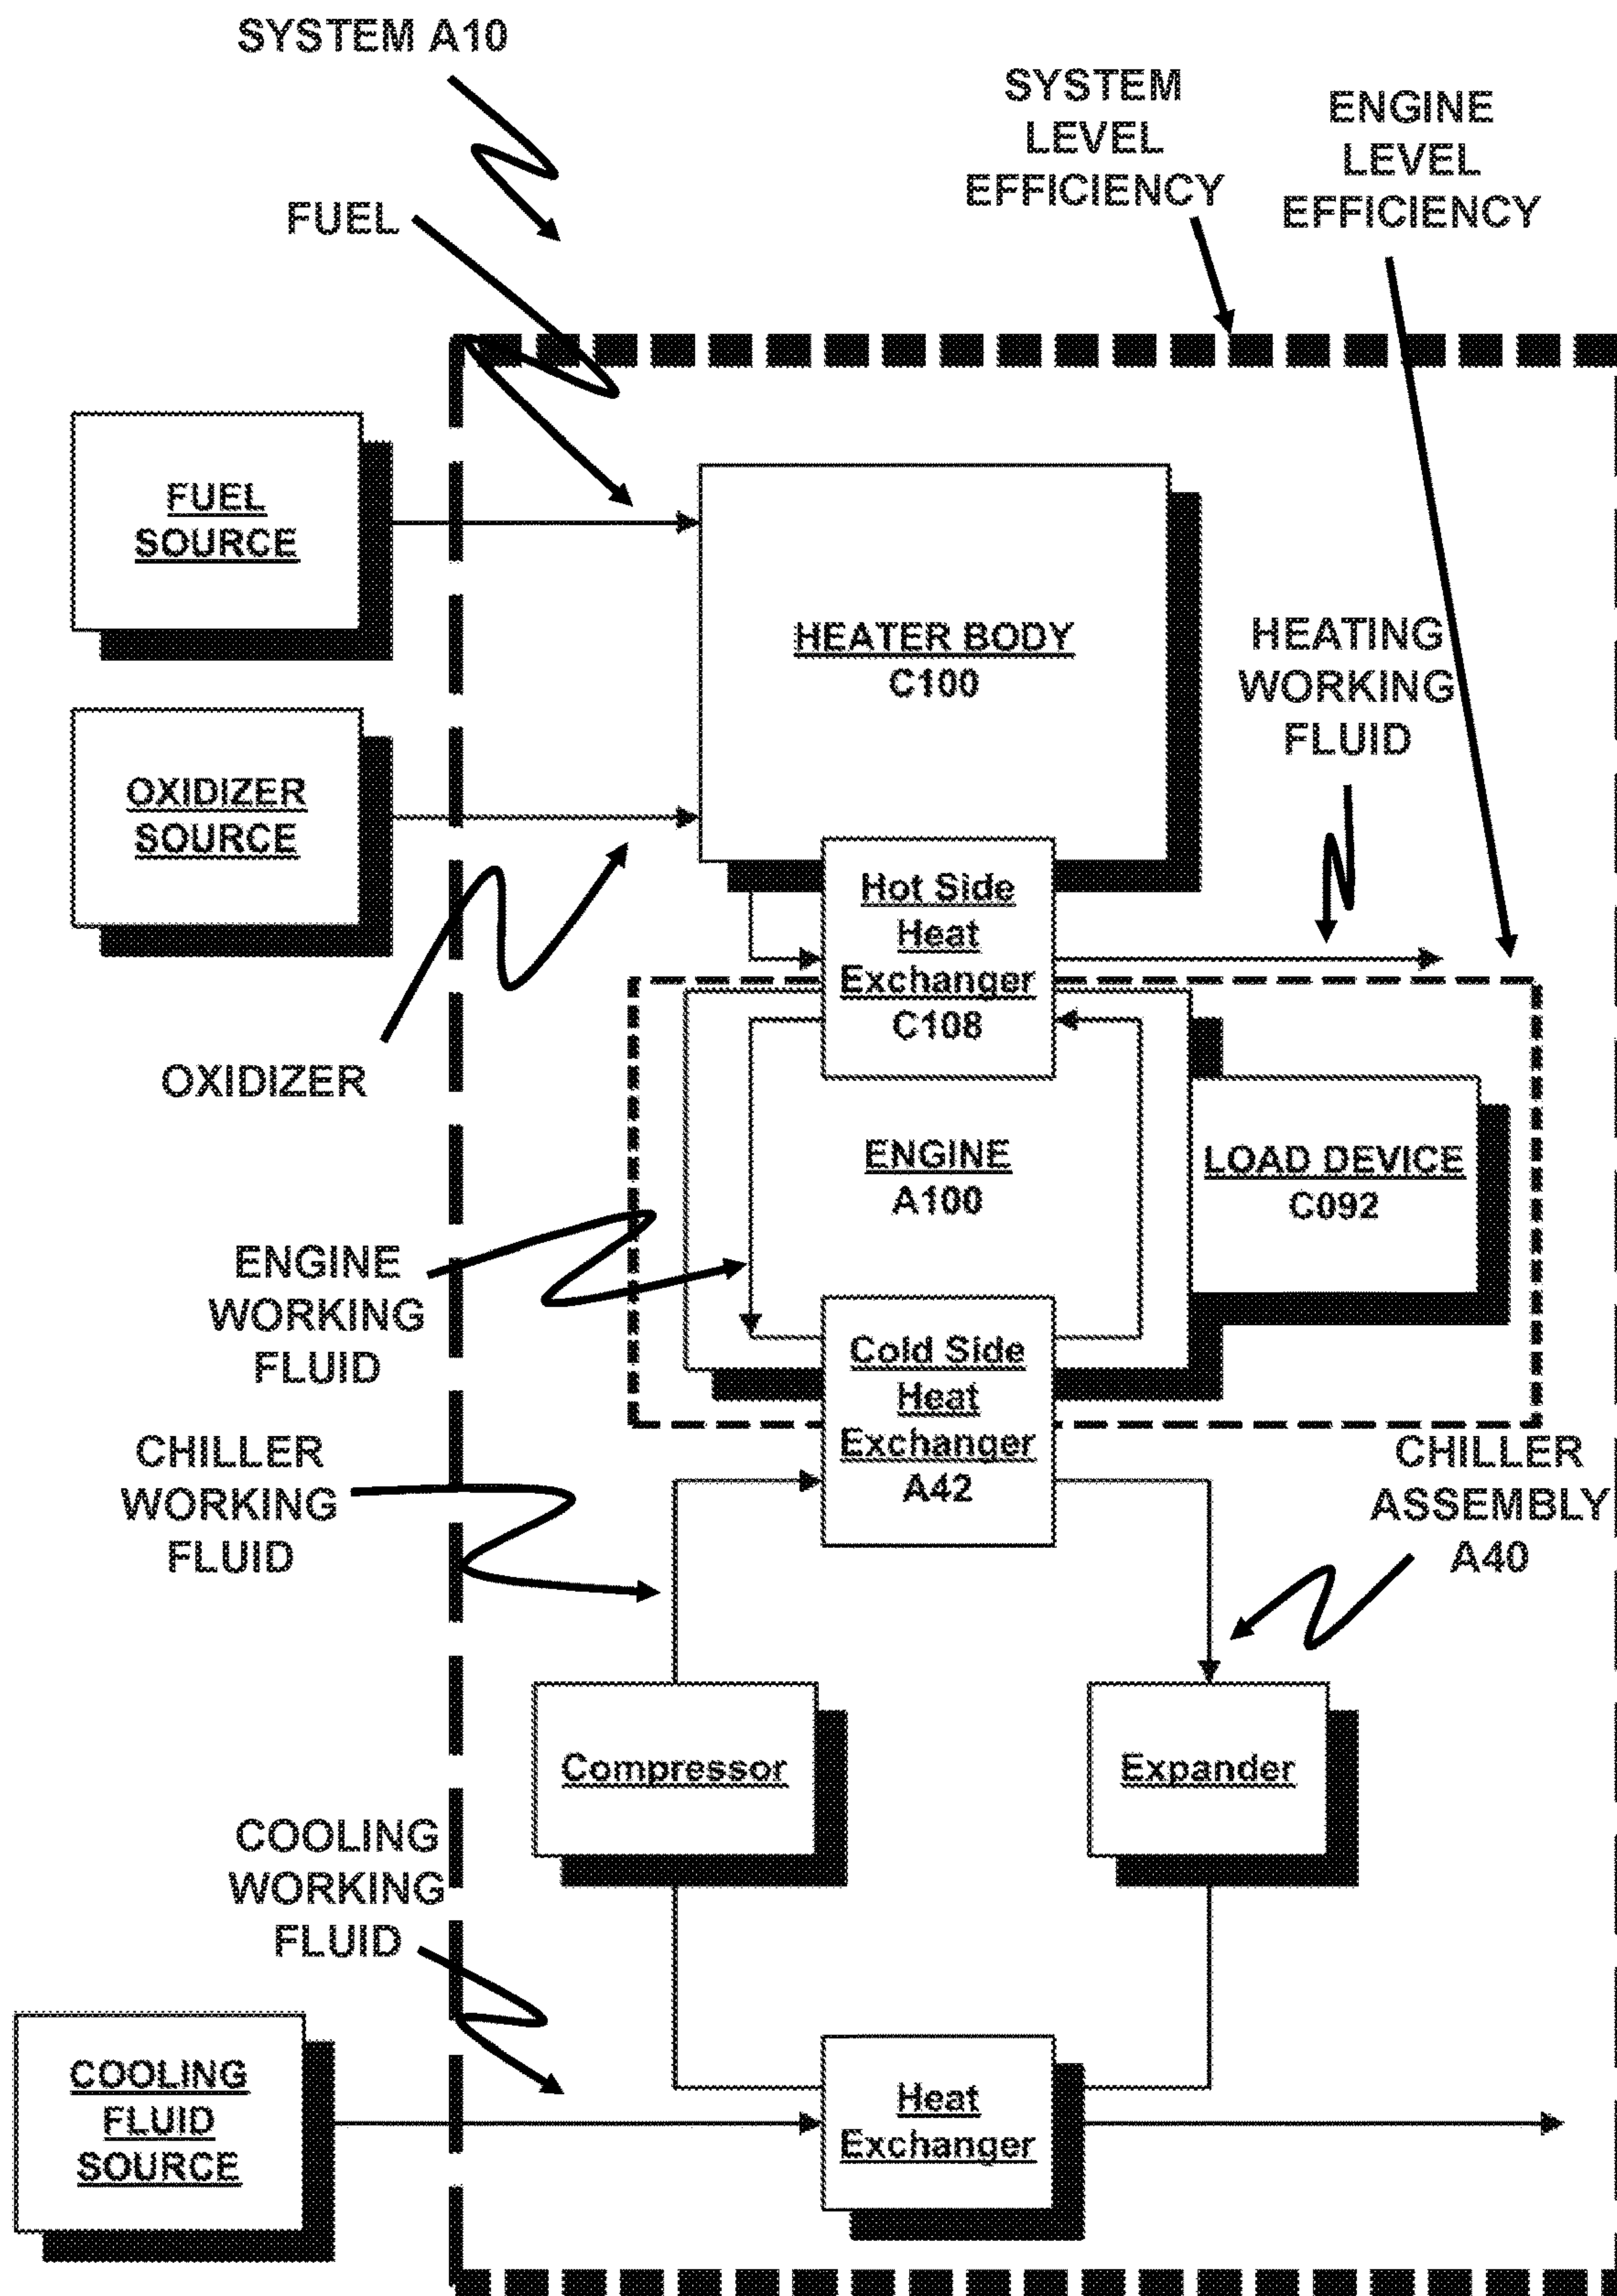 SYSTEM A10
SYSTEM
LEVEL
EFFICIENCY
ENGINE
LEVEL
EFFICIENCY
FUEL
FUEL
SOURCE
HEATER BODY
C100
HEATING
WORKING
FLUID
OXIDIZER
SOURCE
Hot Side
Heat
Exchanger
C108
OXIDIZER
ENGINE
A100
LOAD DEVICE
C092
ENGINE
WORKING
FLUID
Cold Side
Heat
Exchanger
A42
CHILLER
WORKING
FLUID
CHILLER
ASSEMBLY
A40
Compressor
Expander
COOLING
WORKING
FLUID
COOLING
FLUID
SOURCE
Heat
Exchanger